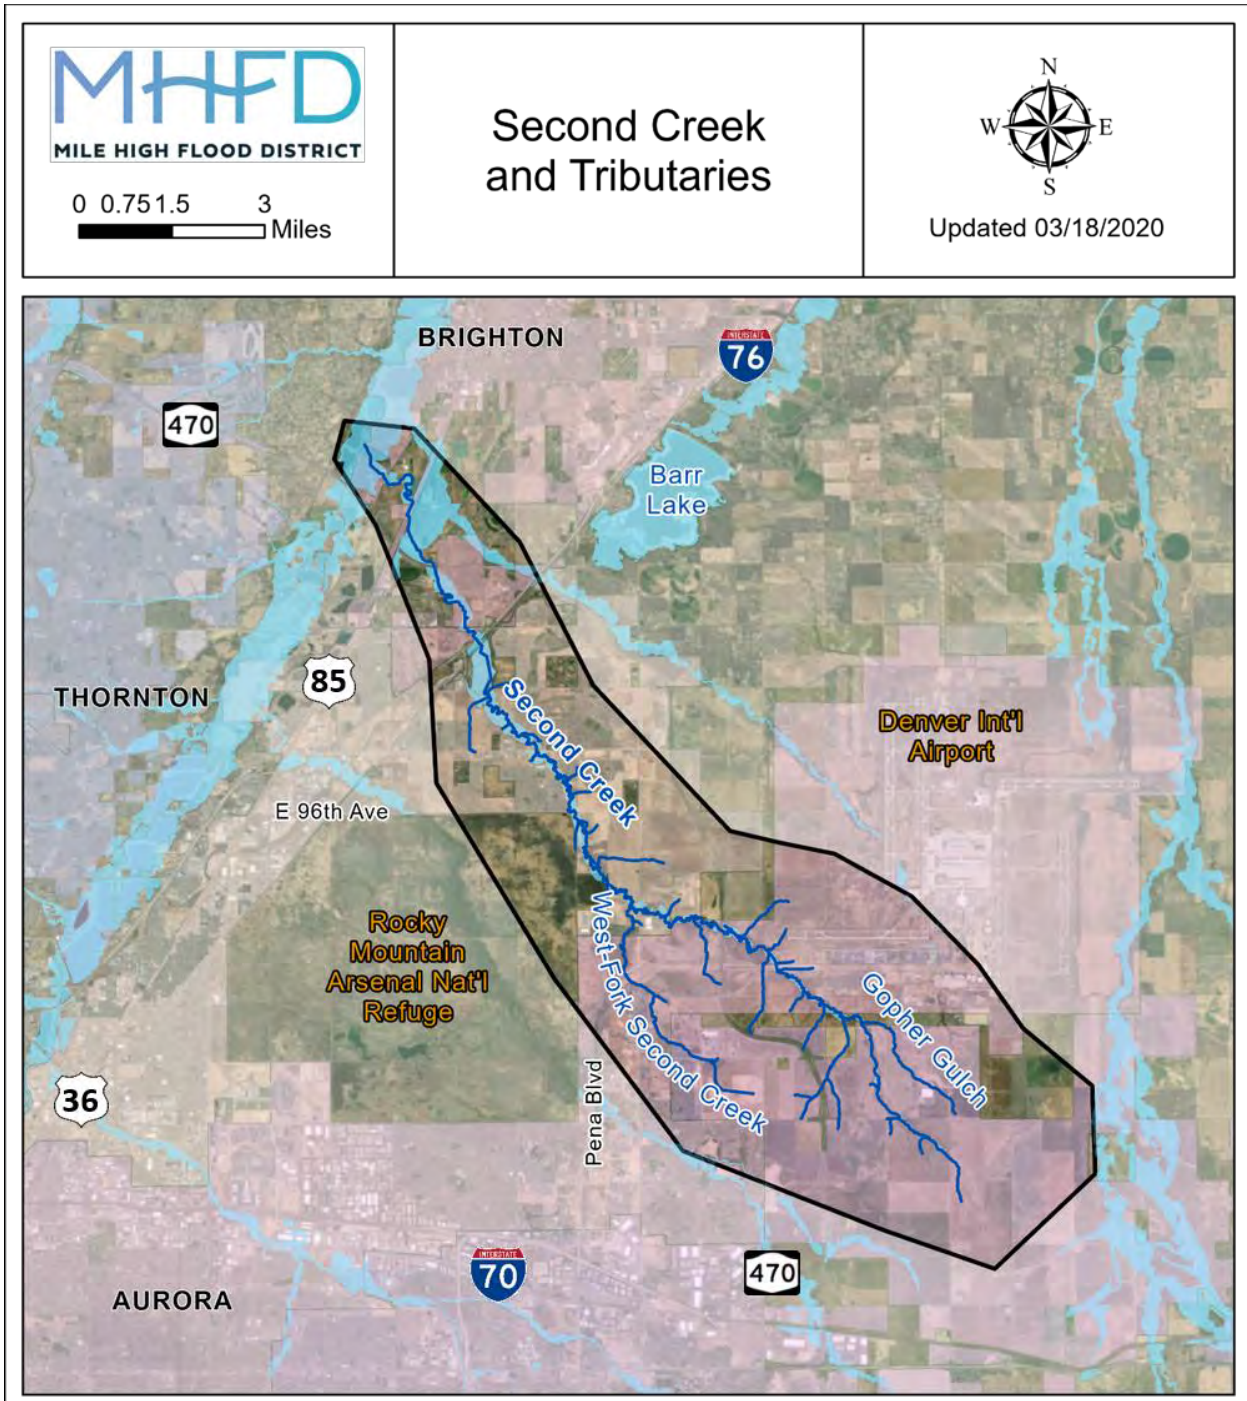 MHFD
MILE HIGH FLOOD DISTRICT
0 0.75 1.5 3
Miles
Second Creek
and Tributaries
N
W E
S
Updated 03/18/2020
BRIGHTON
INTERSTATE
76
470
Barr
Lake
THORNTON
85
Second Creek
Denver Int'l
Airport
E 96th Ave
Rocky
Mountain
Arsenal Nat'l
Refuge
West-Fork Second Creek
Gopher Gulch
36
Pena Blvd
INTERSTATE
70
470
AURORA